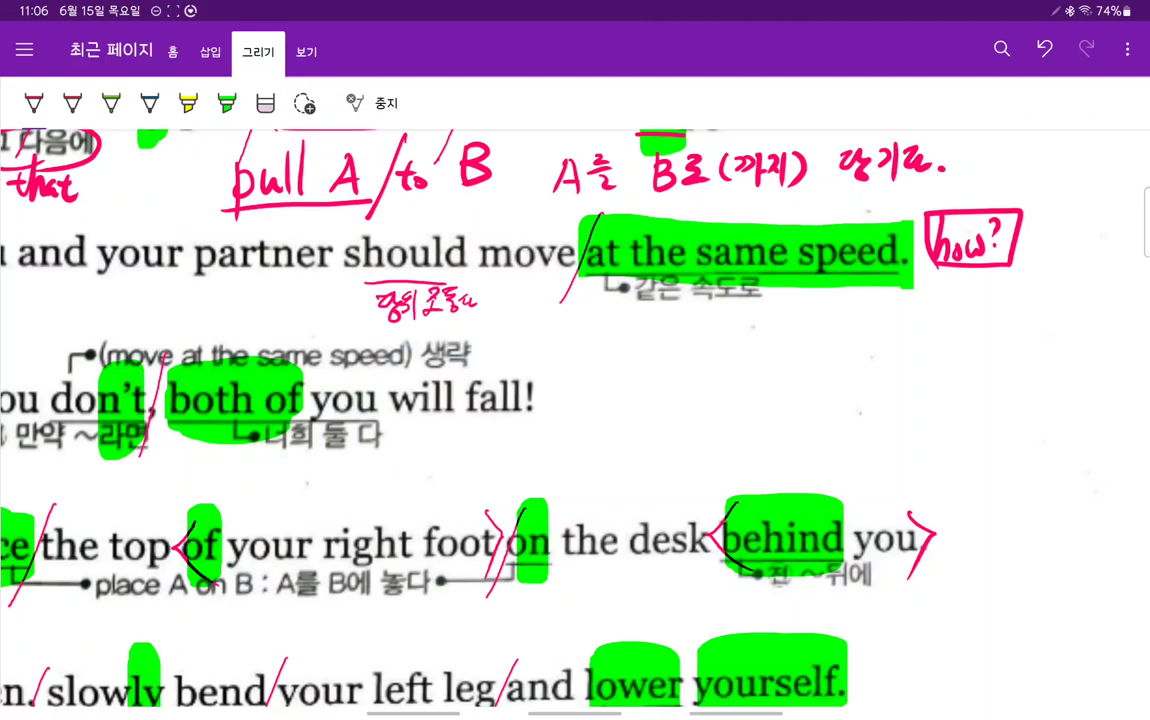 11:06 6월 15일 목요일 74%
최근 페이지 홈 삽입 그리기 보기
중지
1 다음에
that
pull A / to B A를 B로 (까지) 당기다.
and your partner should move at the same speed. how?
같은 속도로
(move at the same speed) 생략
ou don't, both of you will fall!
만약 ~라면 너희 둘 다
ce the top of your right foot on the desk behind you
place A on B : A를 B에 놓다 전 ~뒤에
n, slowly bend your left leg and lower yourself.